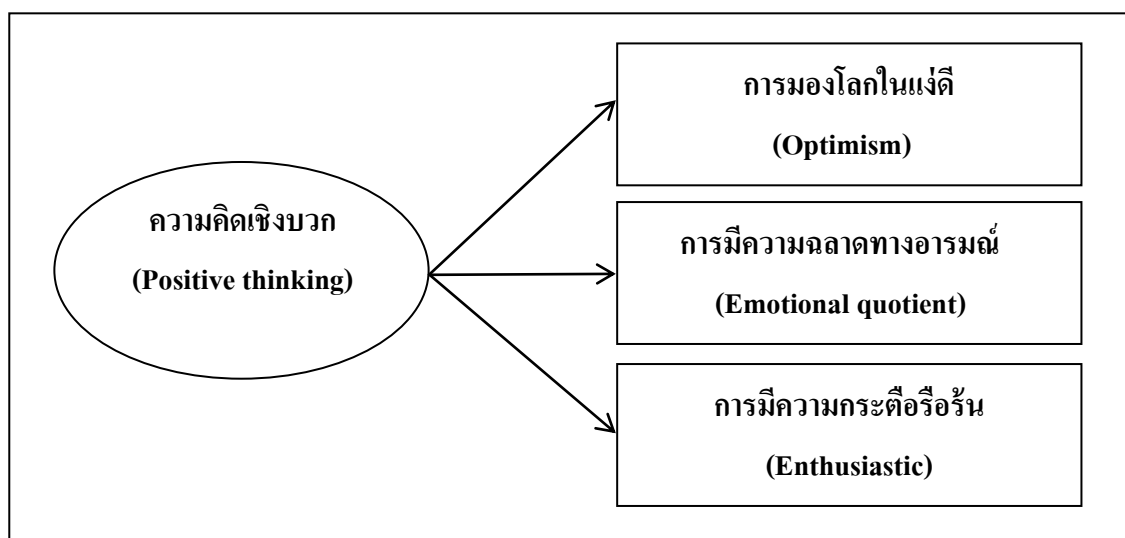 การมองโลกในแง่ดี
(Optimism)
ความคิดเชิงบวก
(Positive thinking)
การมีความฉลาดทางอารมณ์
(Emotional quotient)
การมีความกระตือรือร้น
(Enthusiastic)